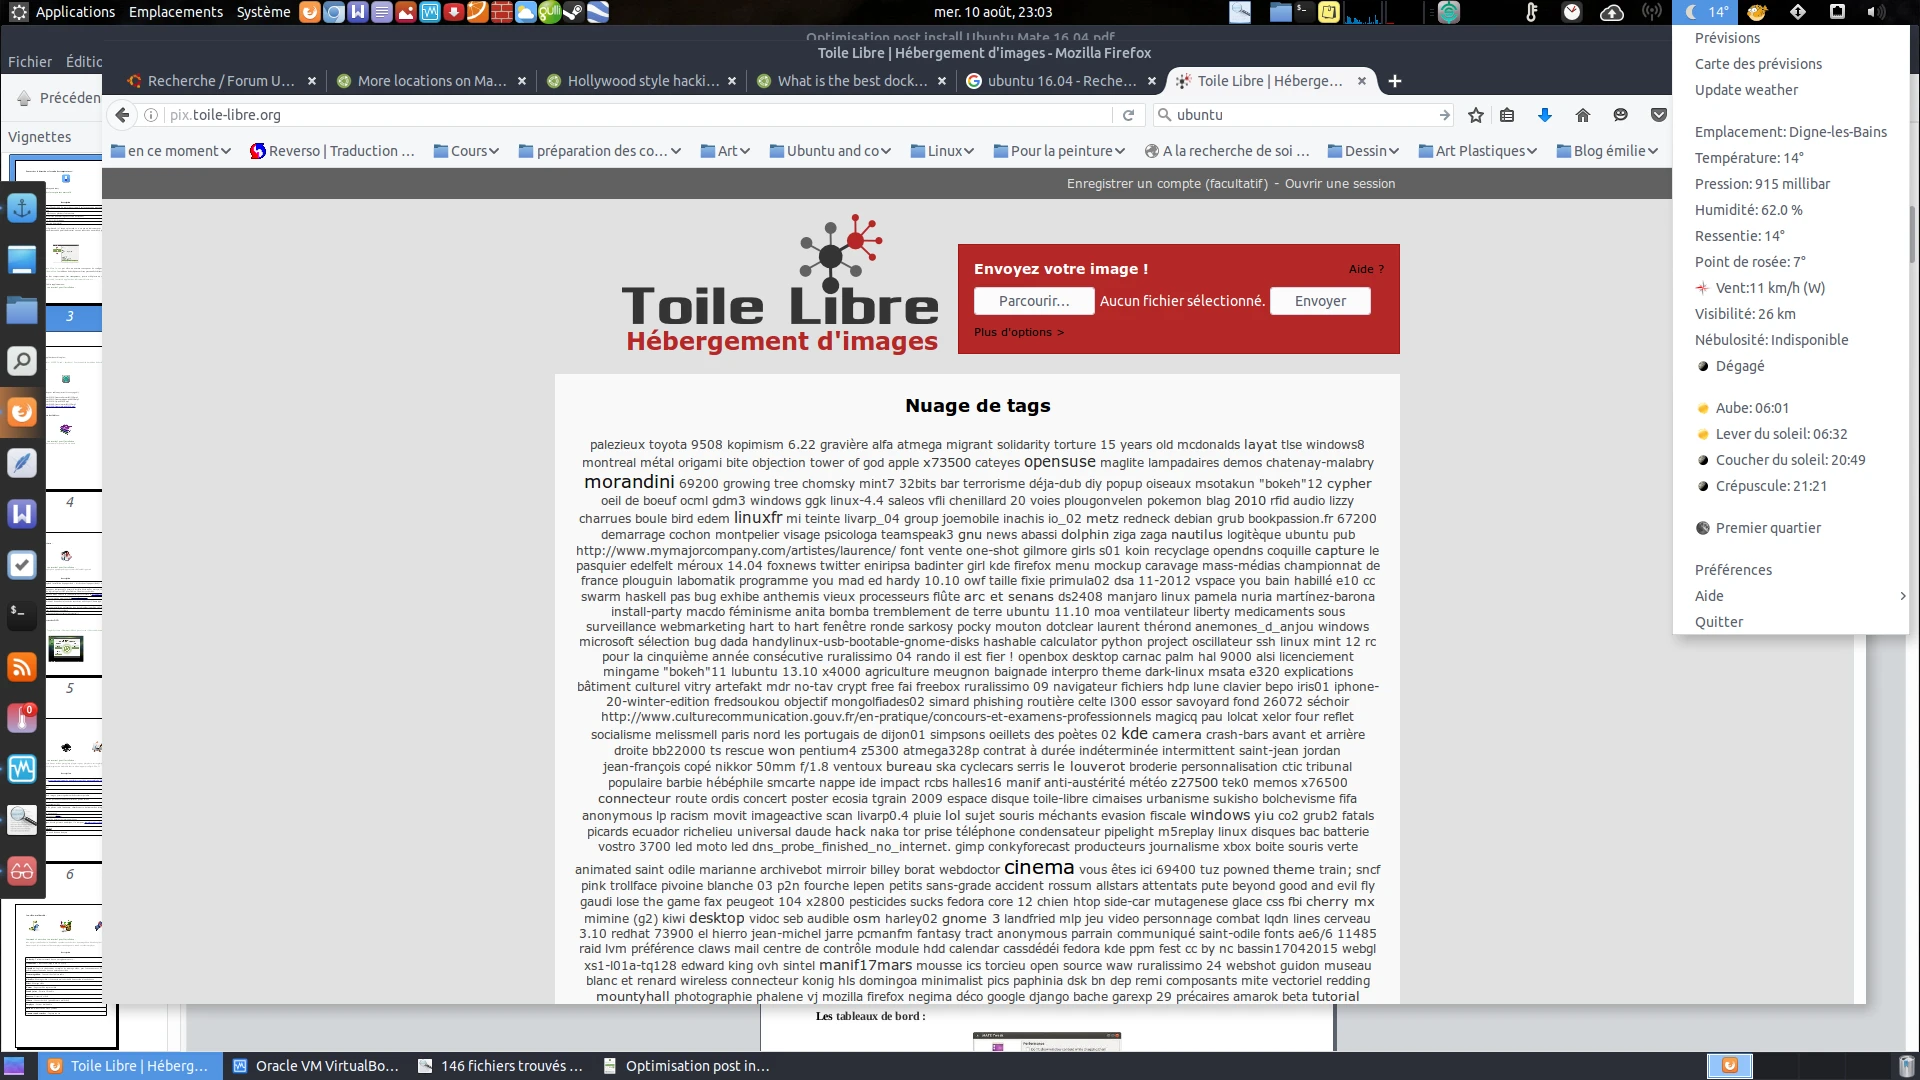 Applications Emplacements Système
mer. 10 août, 23:03
14°
Optimisation post install Ubuntu Mate 16.04.pdf
Toile Libre | Hébergement d'images - Mozilla Firefox
Fichier Éditio
Recherche / Forum U...
More locations on Ma...
Hollywood style hacki...
What is the best dock...
ubuntu 16.04 - Reche...
Toile Libre | Héberge...
Précéden
pix.toile-libre.org
ubuntu
Vignettes
en ce moment
Reverso | Traduction ...
Cours
préparation des co...
Art
Ubuntu and co
Linux
Pour la peinture
A la recherche de soi ...
Dessin
Art Plastiques
Blog émilie
Enregistrer un compte (facultatif) - Ouvrir une session
Toile Libre
Hébergement d'images
Envoyez votre image !
Aide ?
Parcourir... Aucun fichier sélectionné. Envoyer
Plus d'options >
Nuage de tags
palezieux toyota 9508 kopimism 6.22 gravière alfa atmega migrant solidarity torture 15 years old mcdonalds layat tlse windows8
montreal métal origami bite objection tower of god apple x73500 cateyes opensuse maglite lampadaires demos chatenay-malabry
morandini 69200 growing tree chomsky mint7 32bits bar terrorisme déja-dub diy popup oiseaux msotakun "bokeh"12 cypher
oeil de boeuf ocml gdm3 windows ggk linux-4.4 saleos vfli chenillard 20 voies plougonvelen pokemon blag 2010 rfid audio lizzy
charrues boule bird edem linuxfr mi teinte livarp_04 group joemobile inachis io_02 metz redneck debian grub bookpassion.fr 67200
demarrage cochon montpelier visage psicologa teamspeak3 gnu news abassi dolphin ziga zaga nautilus logitèque ubuntu pub
http://www.mymajorcompany.com/artistes/laurence/ font vente one-shot gilmore girls s01 koin recyclage opendns coquille capture le
pasquier edelfelt méroux 14.04 foxnews twitter eniripsa badinter girl kde firefox menu mockup caravage mass-médias championnat de
france plouguin labomatik programme you mad ed hardy 10.10 owf taille fixie primula02 dsa 11-2012 vspace you bain habillé e10 cc
swarm haskell pas bug exhibe anthemis vieux processeurs flûte arc et senans ds2408 manjaro linux pamela nuria martínez-barona
install-party macdo féminisme anita bomba tremblement de terre ubuntu 11.10 moa ventilateur liberty medicaments sous
surveillance webmarketing hart to hart fenêtre ronde sarkosy pocky mouton dotclear laurent thérond anemones_d_anjou windows
microsoft sélection bug dada handylinux-usb-bootable-gnome-disks hashable calculator python project oscillateur ssh linux mint 12 rc
pour la cinquième année consécutive ruralissimo 04 rando il est fier ! openbox desktop carnac palm hal 9000 alsi licenciement
mingame "bokeh"11 lubuntu 13.10 x4000 agriculture meugnon baignade interpro theme dark-linux msata e320 explications
bâtiment culturel vitry artefakt mdr no-tav crypt free fai freebox ruralissimo 09 navigateur fichiers hdp lune clavier bepo iris01 iphone-
20-winter-edition fredsoukou objectif mongolfiades02 simard phishing routière celte l300 essor savoyard fond 26072 séchoir
http://www.culturecommunication.gouv.fr/en-pratique/concours-et-examens-professionnels magicq pau lolcat xelor four reflet
socialisme melissmell paris nord les portugais de dijon01 simpsons oeillets des poètes 02 kde camera crash-bars avant et arrière
droite bb22000 ts rescue won pentium4 z5300 atmega328p contrat à durée indéterminée intermittent saint-jean jordan
jean-françois copé nikkor 50mm f/1.8 ventoux bureau ska cyclecars serris le louverot broderie personnalisation ctic tribunal
populaire barbie hébéphile smcarte nappe ide impact rcbs halles16 manif anti-austérité météo z27500 tek0 memos x76500
connecteur route ordis concert poster ecosia tgrain 2009 espace disque toile-libre cimaises urbanisme sukisho bolchevisme fifa
anonymous lp racism movit imageactive scan livarp0.4 pluie lol sujet souris méchants evasion fiscale windows yiu co2 grub2 fatals
picards ecuador richelieu universal daude hack naka tor prise téléphone condensateur pipelight m5replay linux disques bac batterie
vostro 3700 led moto led dns_probe_finished_no_internet. gimp conkyforecast producteurs journalisme xbox boite souris verte
animated saint odile marianne archivebot mirroir billey borat webdoctor cinema vous êtes ici 69400 tuz powned theme train; sncf
pink trollface pivoine blanche 03 p2n fourche lepen petits sans-grade accident rossum allstars attentats pute beyond good and evil fly
gaudi lose the game fax peugeot 104 x2800 pesticides sucks fedora core 12 chien htop side-car mutagenese glace css fbi cherry mx
mimine (g2) kiwi desktop vidoc seb audible osm harley02 gnome 3 landfried mlp jeu video personnage combat lqdn lines cerveau
3.10 redhat 73900 el hierro jean-michel jarre pcmanfm fantasy tract anonymous parrain communiqué saint-odile fonts ae6/6 11485
raid lvm préférence claws mail centre de contrôle module hdd calendar cassdédéi fedora kde ppm fest cc by nc bassin17042015 webgl
xs1-l01a-tq128 edward king ovh sintel manif17mars mousse ics torcieu open source waw ruralissimo 24 webshot guidon museau
blanc et renard wireless connecteur konig hls domingoa minimalist pics paphinia dsk bn dep remi composants mite vectoriel redding
mountyhall photographie phalene vj mozilla firefox negima déco google django bache garexp 29 précaires amarok beta tutorial
Prévisions
Carte des prévisions
Update weather
Emplacement: Digne-les-Bains
Température: 14°
Pression: 915 millibar
Humidité: 62.0 %
Ressentie: 14°
Point de rosée: 7°
Vent:11 km/h (W)
Visibilité: 26 km
Nébulosité: Indisponible
Dégagé
Aube: 06:01
Lever du soleil: 06:32
Coucher du soleil: 20:49
Crépuscule: 21:21
Premier quartier
Préférences
Aide
Quitter
3
4
5
6
0
Les tableaux de bord :
Toile Libre | Héberg...
Oracle VM VirtualBo...
146 fichiers trouvés ...
Optimisation post in...